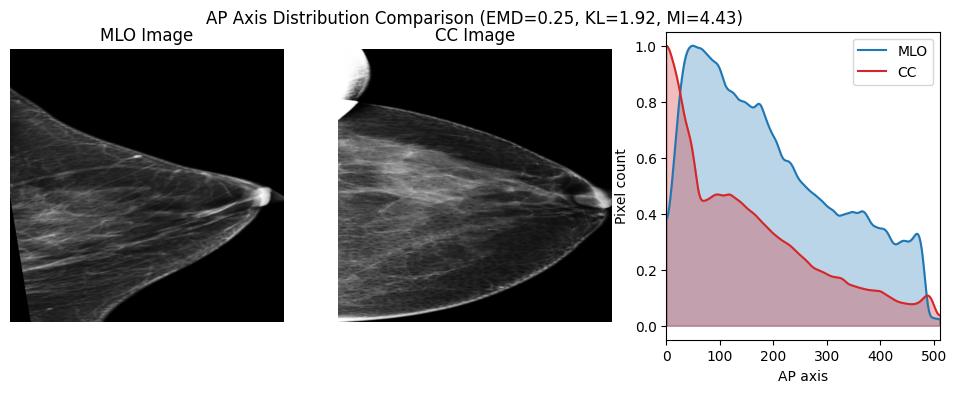 AP Axis Distribution Comparison (EMD=0.25, KL=1.92, MI=4.43)
MLO Image
CC Image
MLO
CC
Pixel count
1.0
0.8
0.6
0.4
0.2
0.0
0 100 200 300 400 500
AP axis